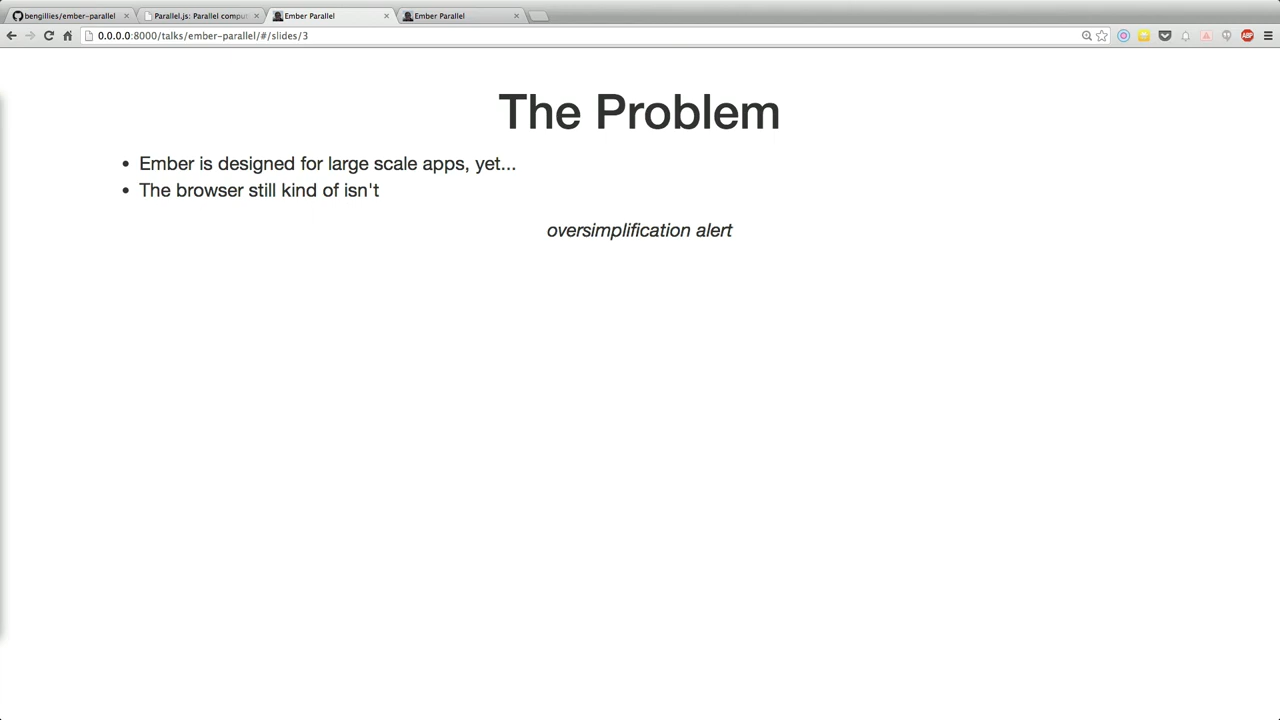 bengillies/ember-parallel
Parallel.js: Parallel comput
Ember Parallel
Ember Parallel
0.0.0.0:8000/talks/ember-parallel/#/slides/3
ABP
The Problem
• Ember is designed for large scale apps, yet...
• The browser still kind of isn't
oversimplification alert